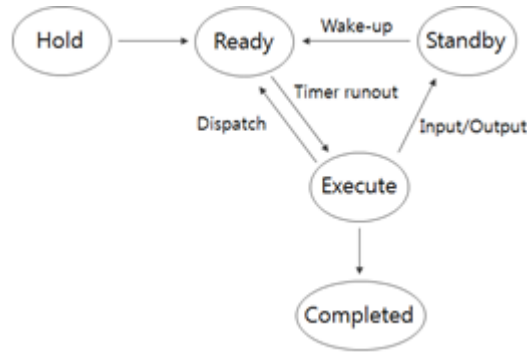 Hold
Ready
Wake-up
Standby
Timer runout
Dispatch
Input/Output
Execute
Completed